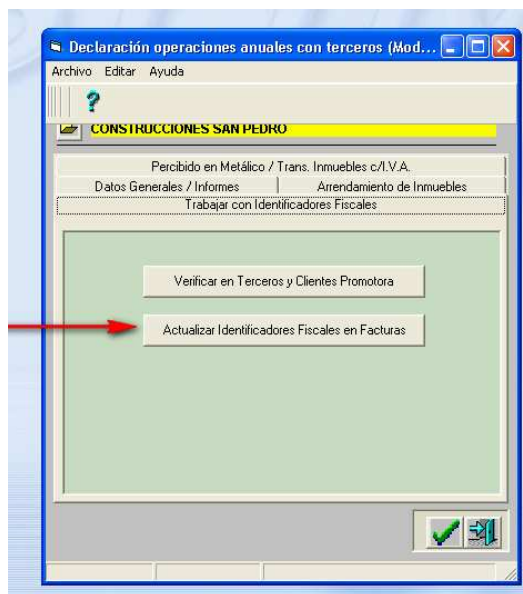 Declaración operaciones anuales con terceros (Mod...
Archivo Editar Ayuda
CONSTRUCCIONES SAN PEDRO
Percibido en Metálico / Trans. Inmuebles c/I.V.A.
Datos Generales / Informes Arrendamiento de Inmuebles
Trabajar con Identificadores Fiscales
Verificar en Terceros y Clientes Promotora
Actualizar Identificadores Fiscales en Facturas